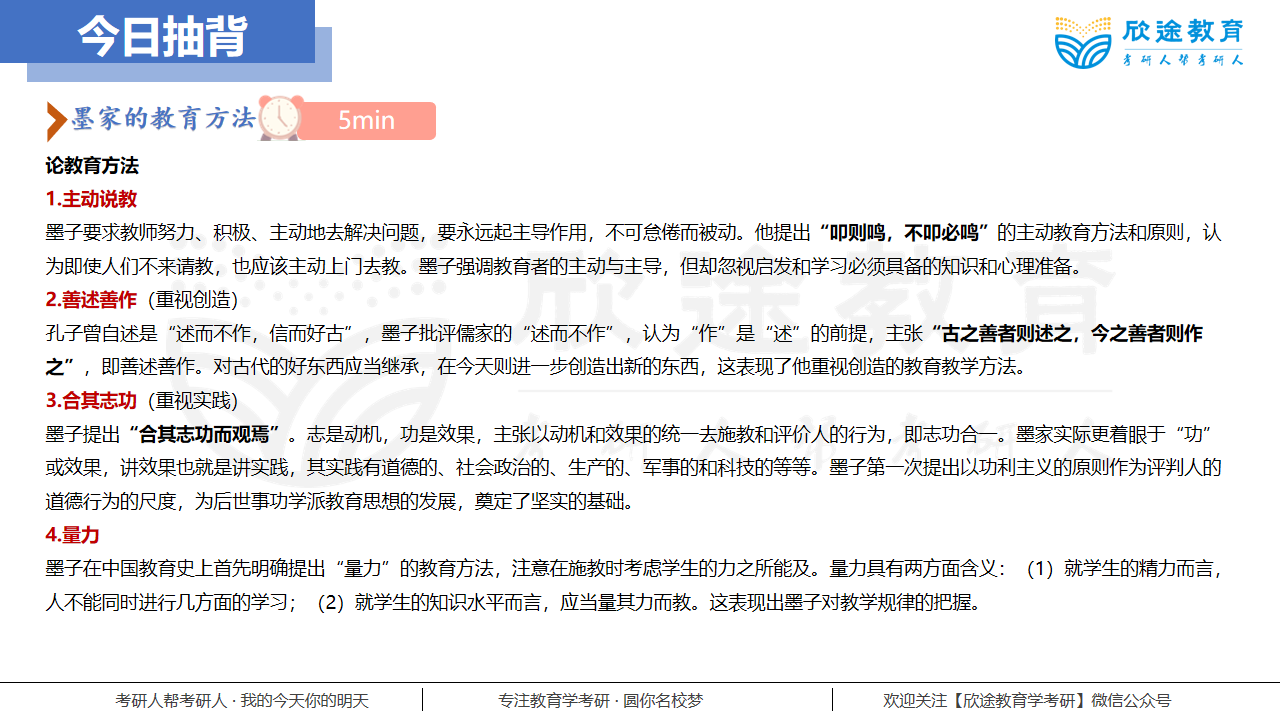 今日抽背
欣途教育
考研人帮考研人
墨家的教育方法
5min
论教育方法
1.主动说教
墨子要求教师努力、积极、主动地去解决问题，要永远起主导作用，不可怠倦而被动。他提出“叩则鸣，不叩必鸣”的主动教育方法和原则，认
为即使人们不来请教，也应该主动上门去教。墨子强调教育者的主动与主导，但却忽视启发和学习必须具备的知识和心理准备。
2.善述善作（重视创造）
孔子曾自述是“述而不作，信而好古”，墨子批评儒家的“述而不作”，认为“作”是“述”的前提，主张“古之善者则述之，今之善者则作
之”，即善述善作。对古代的好东西应当继承，在今天则进一步创造出新的东西，这表现了他重视创造的教育教学方法。
3.合其志功（重视实践）
墨子提出“合其志功而观焉”。志是动机，功是效果，主张以动机和效果的统一去施教和评价人的行为，即志功合一。墨家实际更着眼于“功”
或效果，讲效果也就是讲实践，其实践有道德的、社会政治的、生产的、军事的和科技的等等。墨子第一次提出以功利主义的原则作为评判人的
道德行为的尺度，为后世事功学派教育思想的发展，奠定了坚实的基础。
4.量力
墨子在中国教育史上首先明确提出“量力”的教育方法，注意在施教时考虑学生的力之所能及。量力具有两方面含义：（1）就学生的精力而言，
人不能同时进行几方面的学习；（2）就学生的知识水平而言，应当量其力而教。这表现出墨子对教学规律的把握。
欣途教育
考研人帮考研人
考研人帮考研人 · 我的今天你的明天
专注教育学考研 · 圆你名校梦
欢迎关注【欣途教育学考研】微信公众号